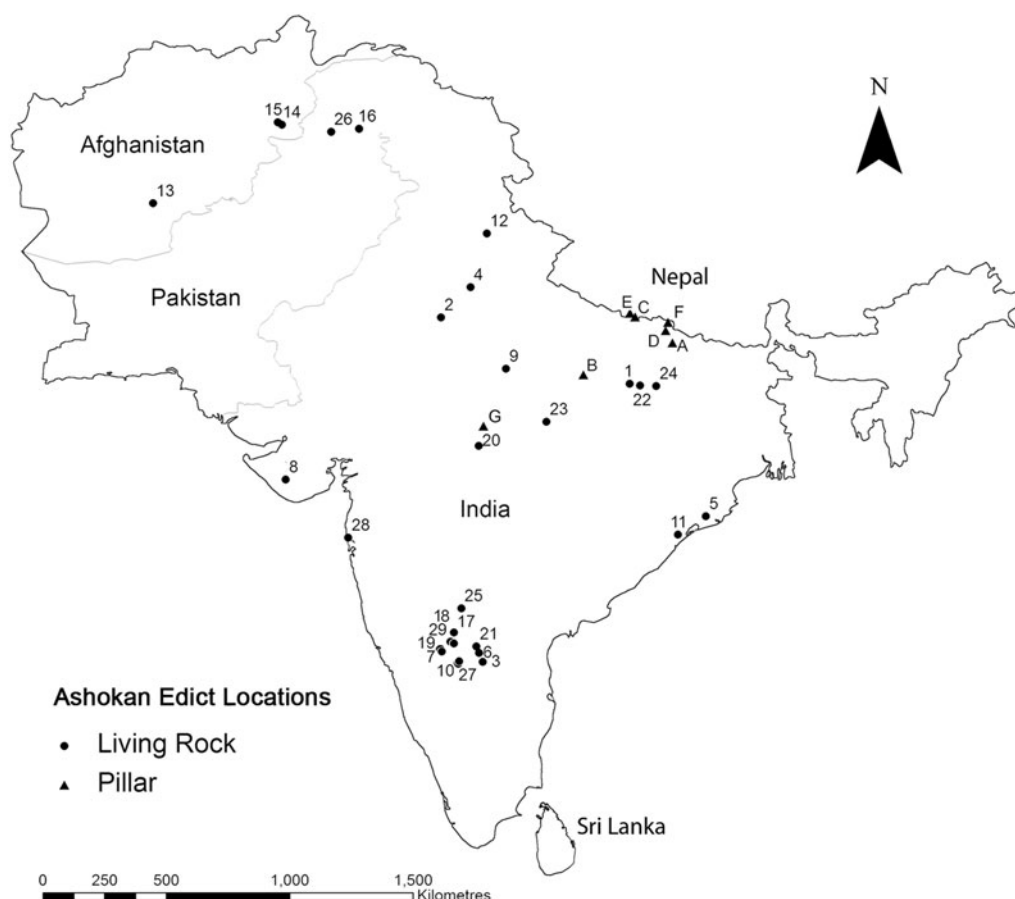 N
15 14
26 16
Afghanistan
13
12
Nepal
4
Pakistan
E C F
2
D A
9
B
1 24
22
G
23
20
8
India
5
11
28
25
18 17
29 21
19
7 6
10 27 3
Ashokan Edict Locations
Living Rock
Pillar
Sri Lanka
0 250 500 1,000 1,500
Kilometres